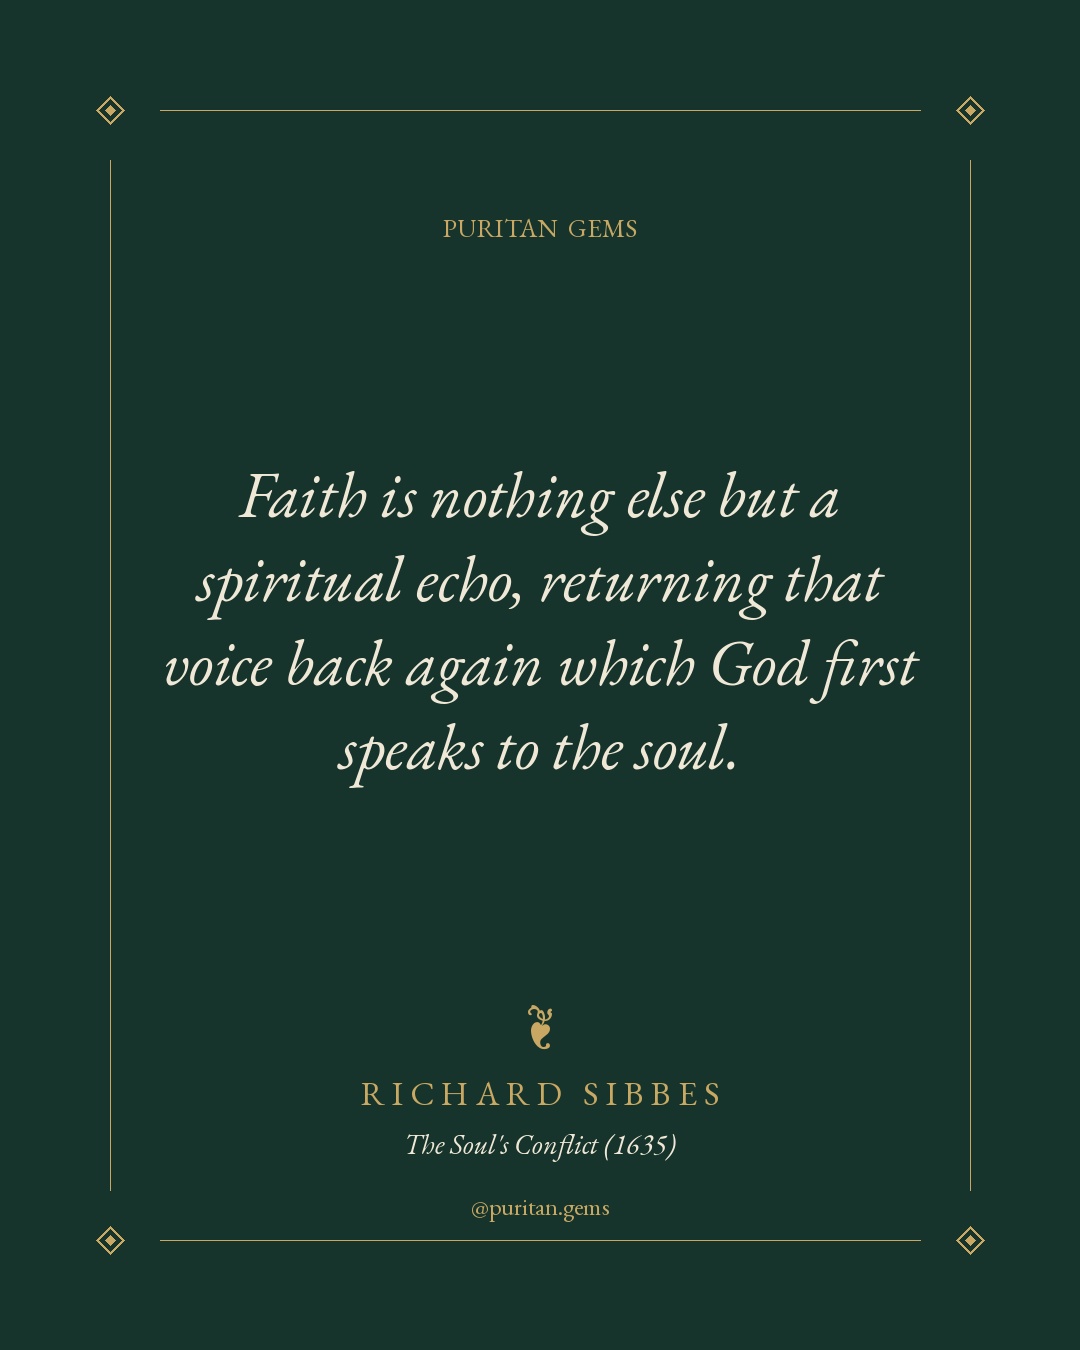 PURITAN GEMS
Faith is nothing else but a
spiritual echo, returning that
voice back again which God first
speaks to the soul.
RICHARD SIBBES
The Soul's Conflict (1635)
@puritan.gems